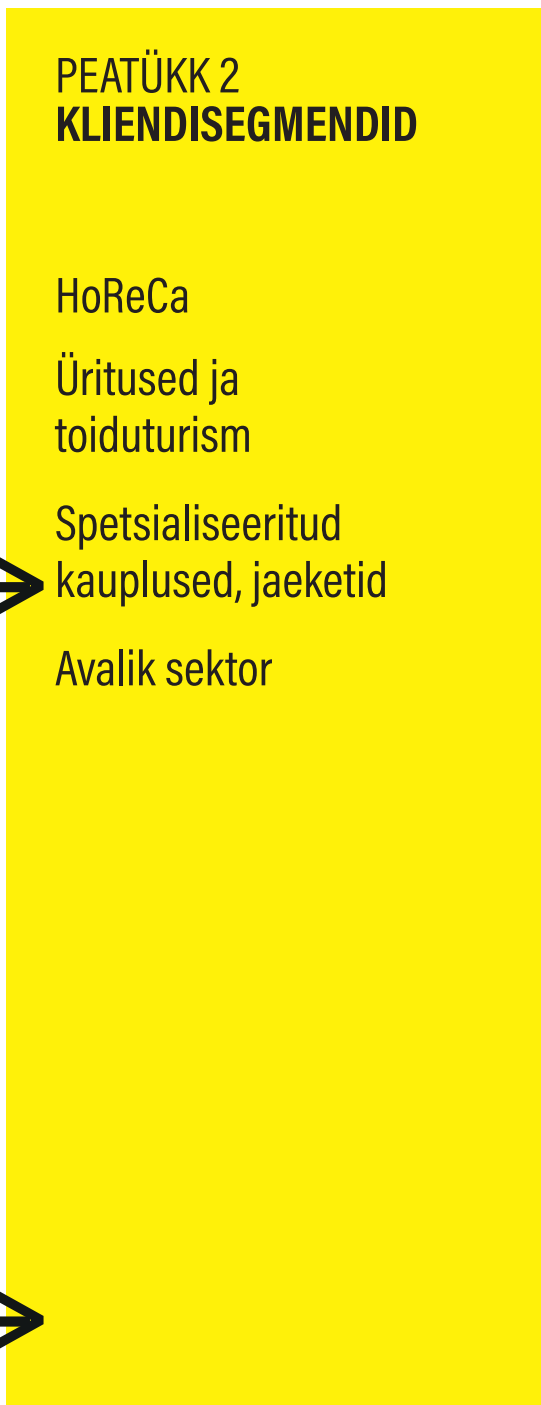 PEATÜKK 2
KLIENDISEGMENDID
HoReCa
Üritused ja
toiduturism
Spetsialiseeritud
kauplused, jaeketid
Avalik sektor